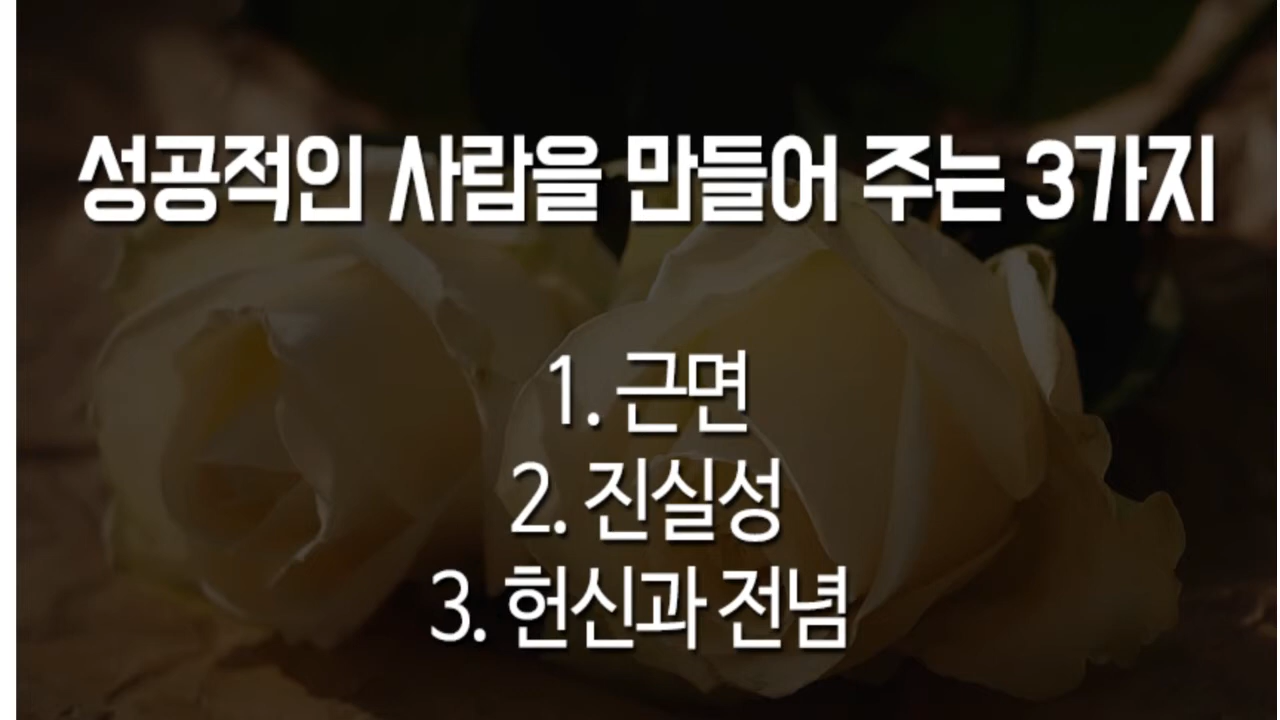 성공적인 사람을 만들어 주는 3가지
1. 근면
2. 진실성
3. 헌신과 전념